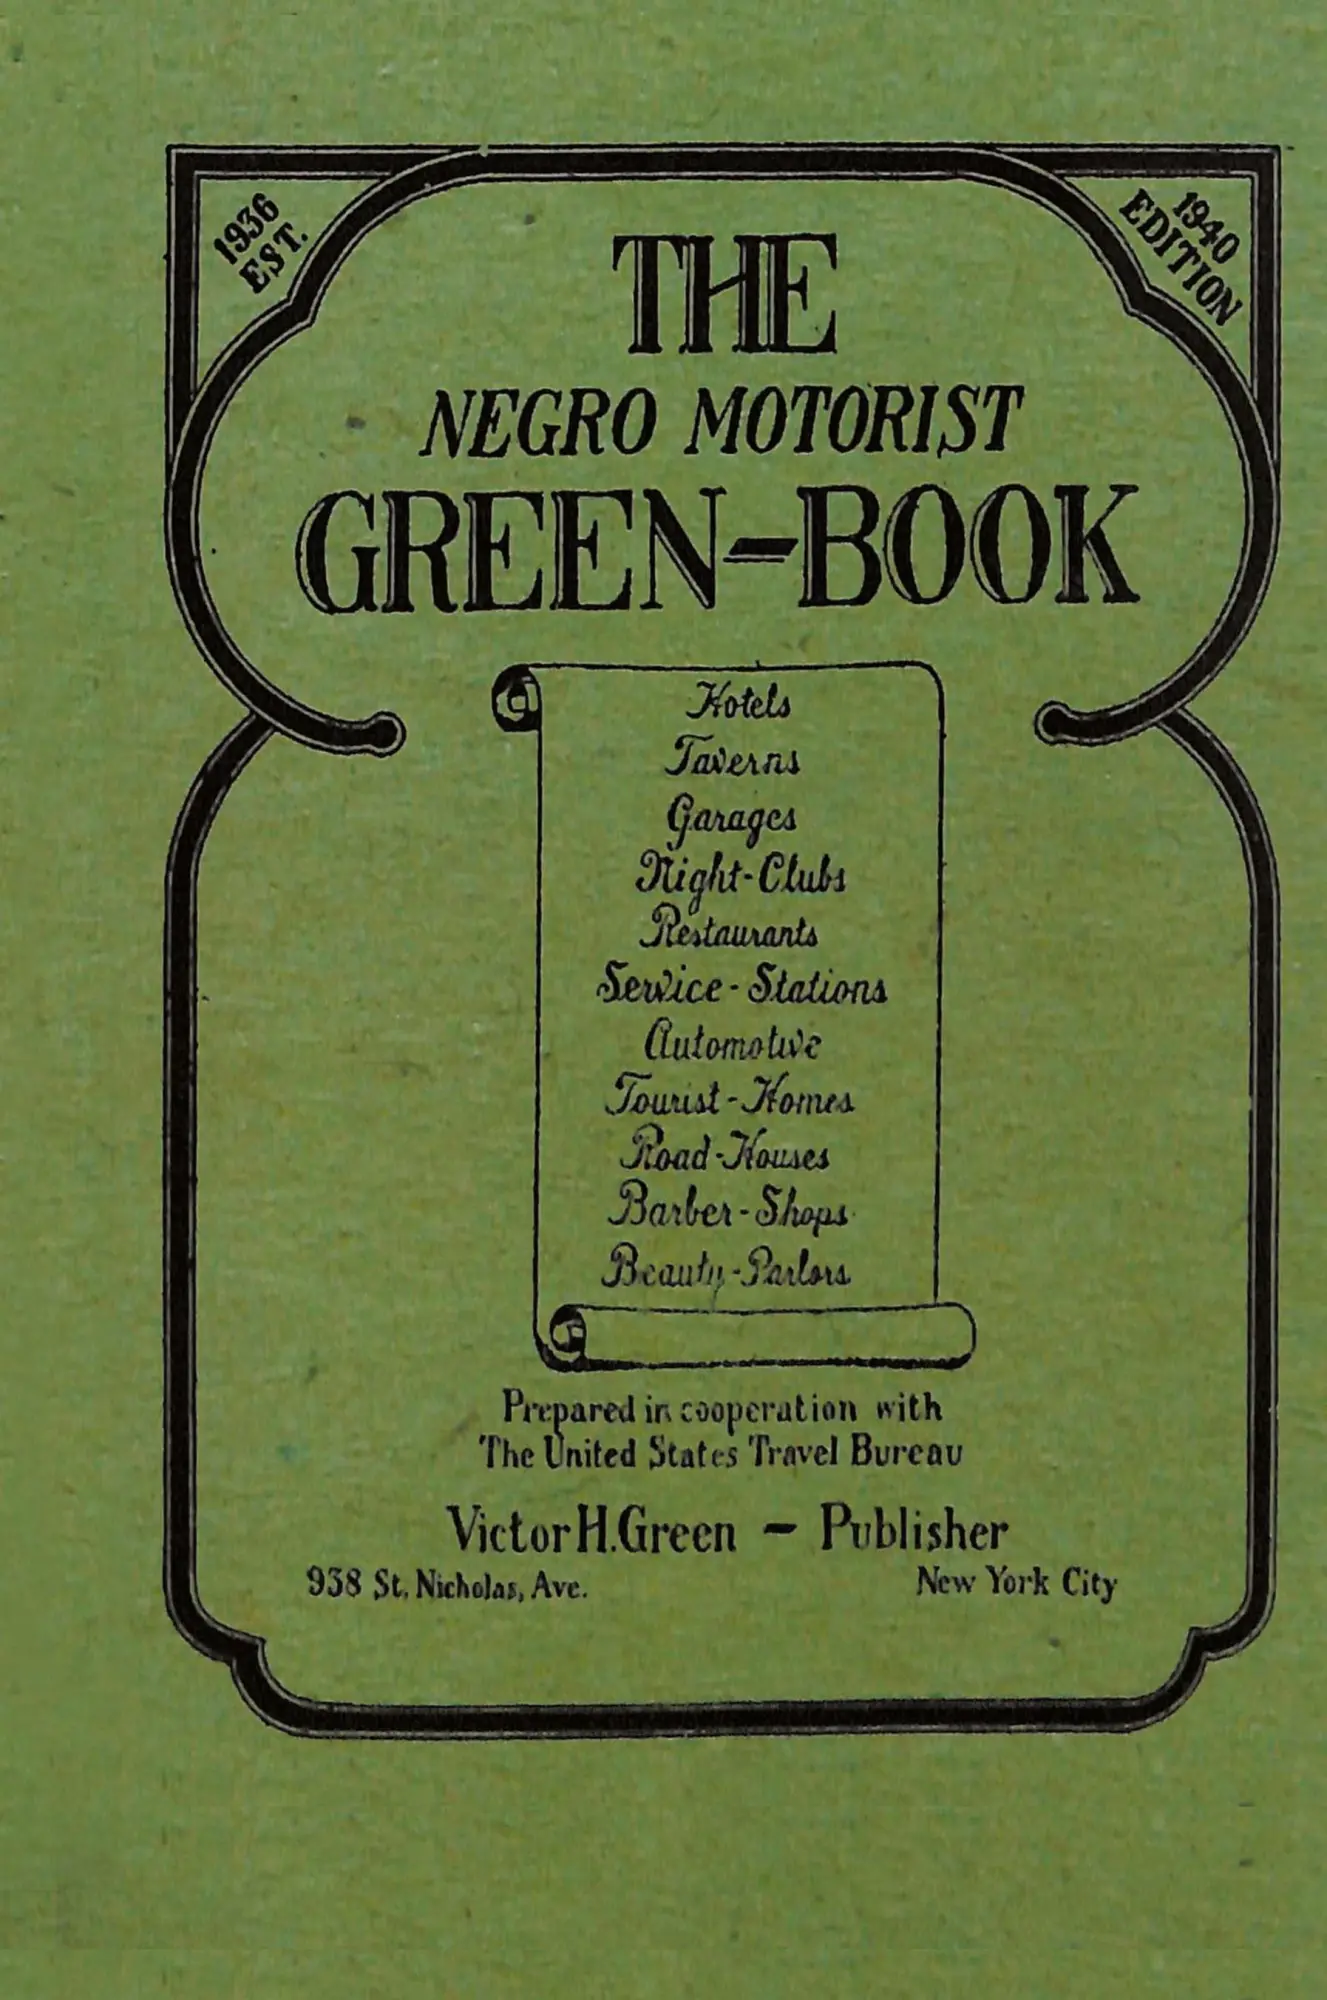 1936
EST.
1940
EDITION
THE
NEGRO MOTORIST
GREEN-BOOK
Hotels
Taverns
Garages
Night-Clubs
Restaurants
Service-Stations
Automotive
Tourist-Homes
Road-Houses
Barber-Shops
Beauty-Parlors
Prepared in cooperation with
The United States Travel Bureau
Victor H. Green - Publisher
938 St. Nicholas, Ave. New York City